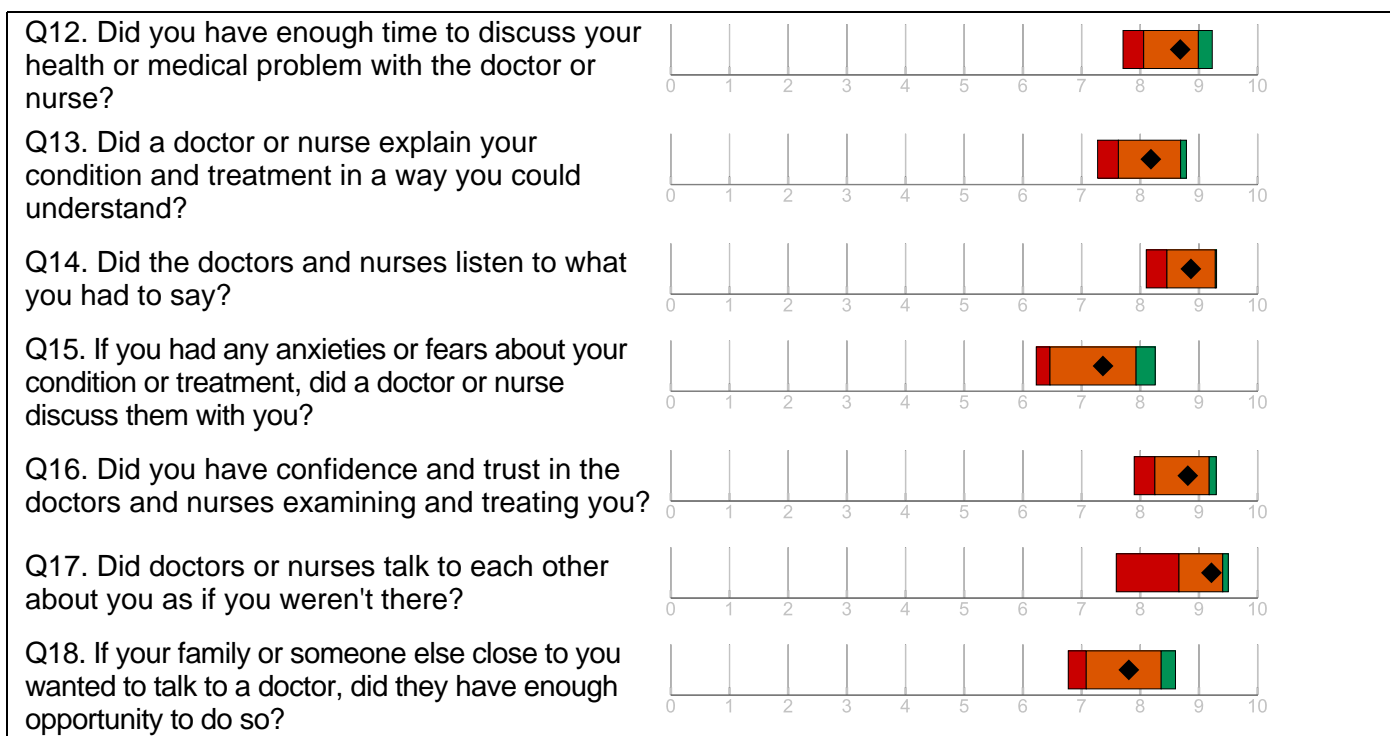 Q12. Did you have enough time to discuss your
health or medical problem with the doctor or
nurse?
0 1 2 3 4 5 6 7 8 9 10
Q13. Did a doctor or nurse explain your
condition and treatment in a way you could
understand?
0 1 2 3 4 5 6 7 8 9 10
Q14. Did the doctors and nurses listen to what
you had to say?
0 1 2 3 4 5 6 7 8 9 10
Q15. If you had any anxieties or fears about your
condition or treatment, did a doctor or nurse
discuss them with you?
0 1 2 3 4 5 6 7 8 9 10
Q16. Did you have confidence and trust in the
doctors and nurses examining and treating you?
0 1 2 3 4 5 6 7 8 9 10
Q17. Did doctors or nurses talk to each other
about you as if you weren't there?
0 1 2 3 4 5 6 7 8 9 10
Q18. If your family or someone else close to you
wanted to talk to a doctor, did they have enough
opportunity to do so?
0 1 2 3 4 5 6 7 8 9 10